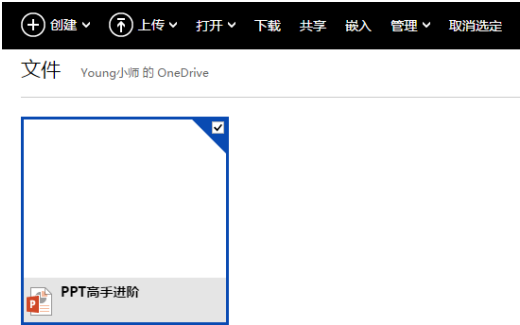 创建 上传 打开 下载 共享 嵌入 管理 取消选定
文件 Young小师 的 OneDrive
PPT高手进阶
P